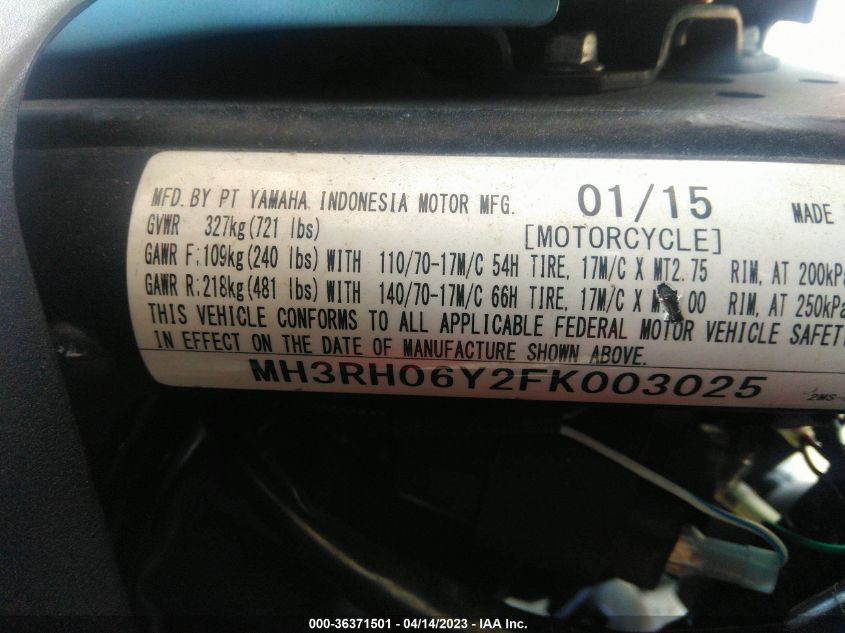 MFD. BY PT YAMAHA INDONESIA MOTOR MFG. 01/15 MADE
GVWR 327kg(721 lbs) [MOTORCYCLE]
GAWR F:109kg(240 lbs) WITH 110/70-17M/C 54H TIRE, 17M/C X MT2.75 RIM, AT 200kPa
GAWR R:218kg(481 lbs) WITH 140/70-17M/C 66H TIRE, 17M/C X 00 RIM, AT 250kPa
THIS VEHICLE CONFORMS TO ALL APPLICABLE FEDERAL MOTOR VEHICLE SAFET
IN EFFECT ON THE DATE OF MANUFACTURE SHOWN ABOVE.
MH3RH06Y2FK003025 2MS-
000-36371501 - 04/14/2023 - IAA Inc.